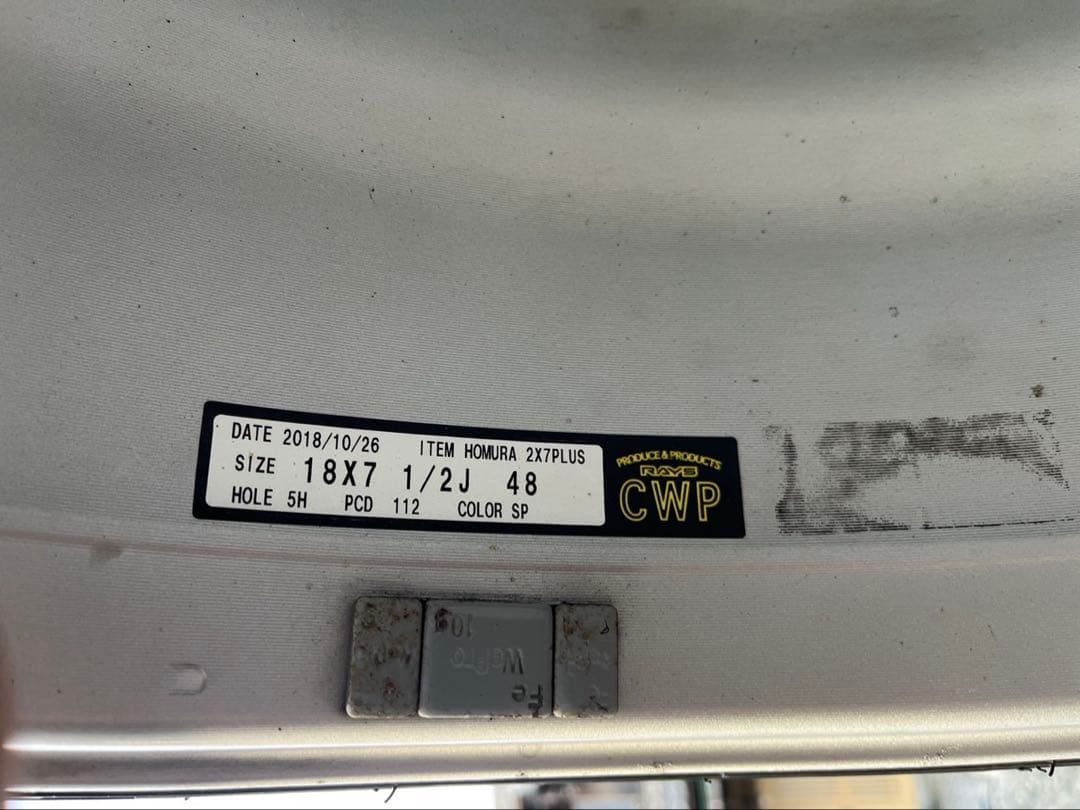 DATE 2018/10/26 ITEM HOMURA 2X7PLUS
SIZE 18X7 1/2J 48
HOLE 5H PCD 112 COLOR SP
PRODUCE & PRODUCTS
RAYS
CWP
10g
WePro
Fe